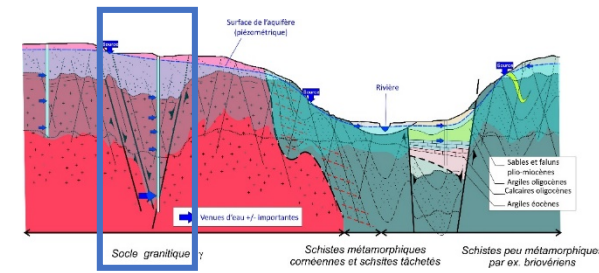 Surface de l'aquifère
(piézométrique)
Source
Source
Rivière
Source
Sables et faluns
plio-miocènes
Argiles oligocènes
Calcaires oligocènes
Argiles éocènes
Venues d'eau +/- importantes
Socle granitique γ
Schistes métamorphiques
cornéennes et schsites tâchetés
Schistes peu métamorphiques
par ex. briovériens